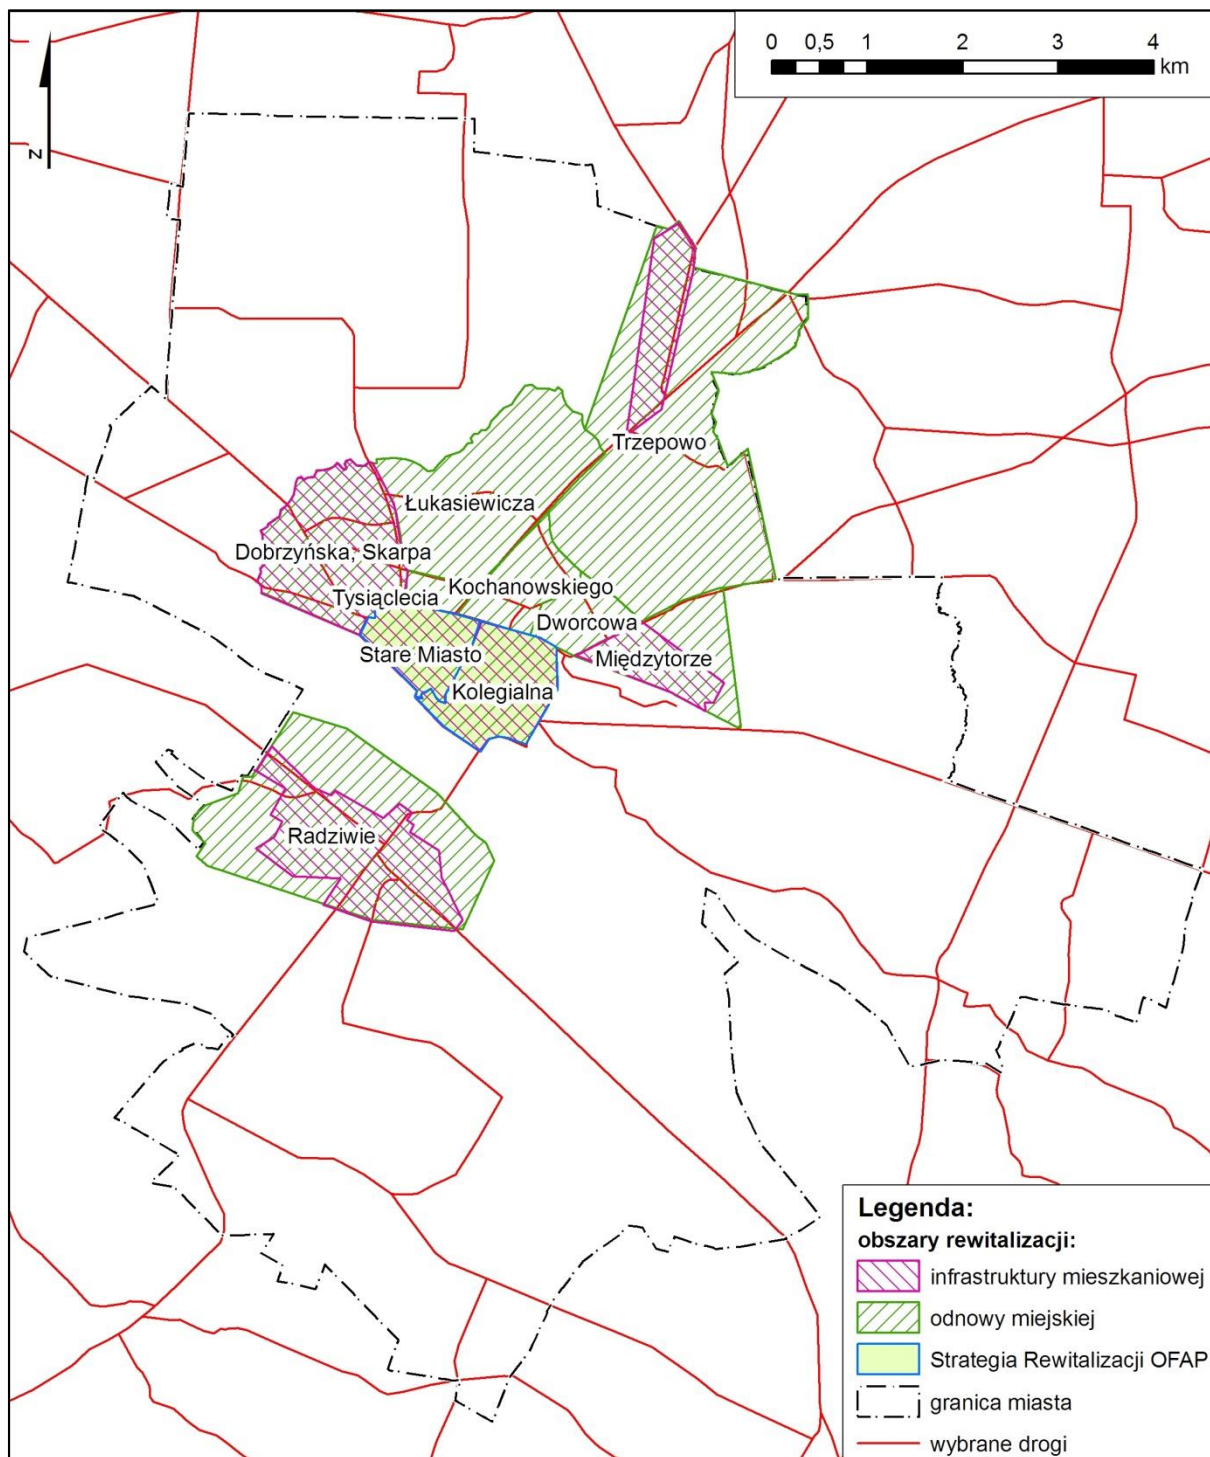 0 0,5 1 2 3 4
km
N
Trzepowo
Łukasiewicza
Dobrzyńska, Skarpa
Kochanowskiego
Tysiąclecia
Dworcowa
Stare Miasto
Międzytorze
Kolegialna
Radziwie
Legenda:
obszary rewitalizacji:
infrastruktury mieszkaniowej
odnowy miejskiej
Strategia Rewitalizacji OFAP
granica miasta
wybrane drogi